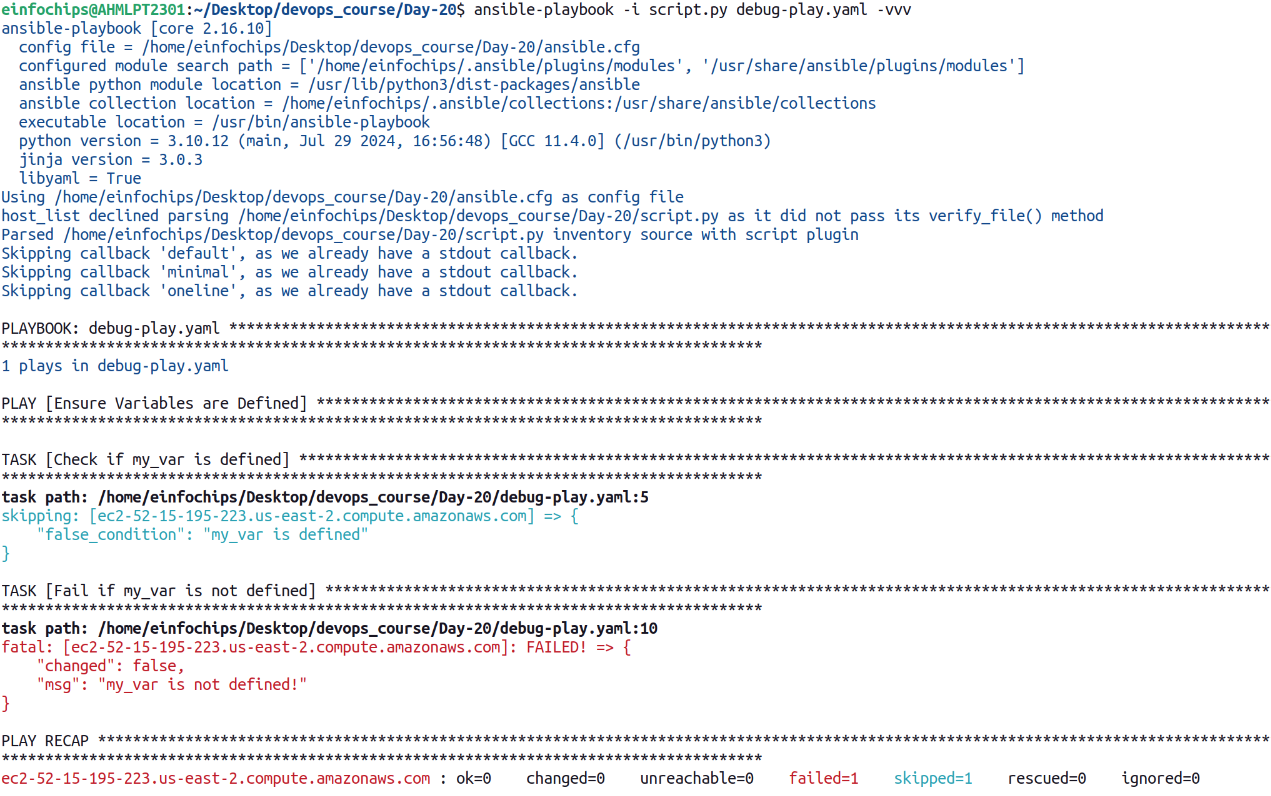 einfochips@AHMLPT2301:~/Desktop/devops_course/Day-20$ ansible-playbook -i script.py debug-play.yaml -vvv
ansible-playbook [core 2.16.10]
  config file = /home/einfochips/Desktop/devops_course/Day-20/ansible.cfg
  configured module search path = ['/home/einfochips/.ansible/plugins/modules', '/usr/share/ansible/plugins/modules']
  ansible python module location = /usr/lib/python3/dist-packages/ansible
  ansible collection location = /home/einfochips/.ansible/collections:/usr/share/ansible/collections
  executable location = /usr/bin/ansible-playbook
  python version = 3.10.12 (main, Jul 29 2024, 16:56:48) [GCC 11.4.0] (/usr/bin/python3)
  jinja version = 3.0.3
  libyaml = True
Using /home/einfochips/Desktop/devops_course/Day-20/ansible.cfg as config file
host_list declined parsing /home/einfochips/Desktop/devops_course/Day-20/script.py as it did not pass its verify_file() method
Parsed /home/einfochips/Desktop/devops_course/Day-20/script.py inventory source with script plugin
Skipping callback 'default', as we already have a stdout callback.
Skipping callback 'minimal', as we already have a stdout callback.
Skipping callback 'oneline', as we already have a stdout callback.

PLAYBOOK: debug-play.yaml ***********************************************************************************************************************
***************************************************************************************
1 plays in debug-play.yaml

PLAY [Ensure Variables are Defined] *************************************************************************************************************
***************************************************************************************

TASK [Check if my_var is defined] ***************************************************************************************************************
***************************************************************************************
task path: /home/einfochips/Desktop/devops_course/Day-20/debug-play.yaml:5
skipping: [ec2-52-15-195-223.us-east-2.compute.amazonaws.com] => {
    "false_condition": "my_var is defined"
}

TASK [Fail if my_var is not defined] ************************************************************************************************************
***************************************************************************************
task path: /home/einfochips/Desktop/devops_course/Day-20/debug-play.yaml:10
fatal: [ec2-52-15-195-223.us-east-2.compute.amazonaws.com]: FAILED! => {
    "changed": false,
    "msg": "my_var is not defined!"
}

PLAY RECAP **************************************************************************************************************************************
***************************************************************************************
ec2-52-15-195-223.us-east-2.compute.amazonaws.com : ok=0    changed=0    unreachable=0    failed=1    skipped=1    rescued=0    ignored=0